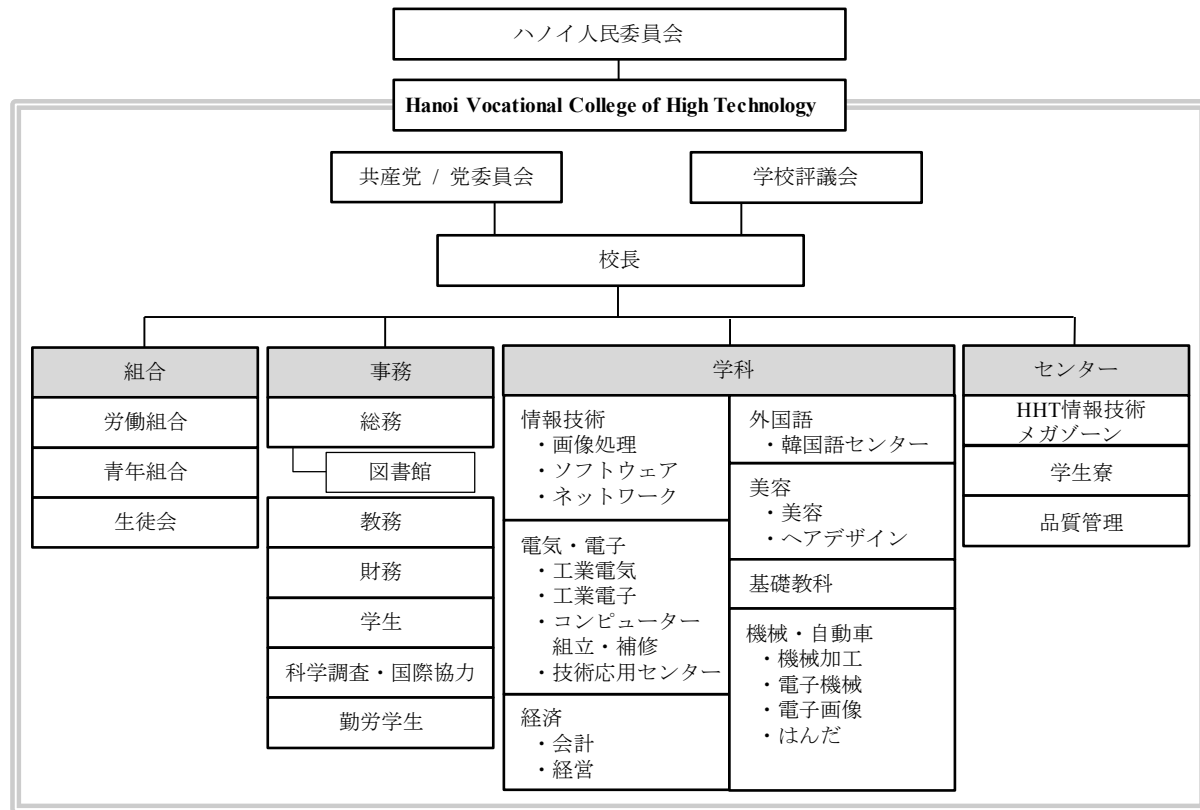 ハノイ人民委員会
Hanoi Vocational College of High Technology
共産党 / 党委員会
学校評議会
校長
組合
労働組合
青年組合
生徒会
事務
総務
図書館
教務
財務
学生
科学調査・国際協力
勤労学生
学科
情報技術
・画像処理
・ソフトウェア
・ネットワーク
電気・電子
・工業電気
・工業電子
・コンピューター
組立・補修
・技術応用センター
経済
・会計
・経営
外国語
・韓国語センター
美容
・美容
・ヘアデザイン
基礎教科
機械・自動車
・機械加工
・電子機械
・電子画像
・はんだ
センター
HHT情報技術
メガゾーン
学生寮
品質管理